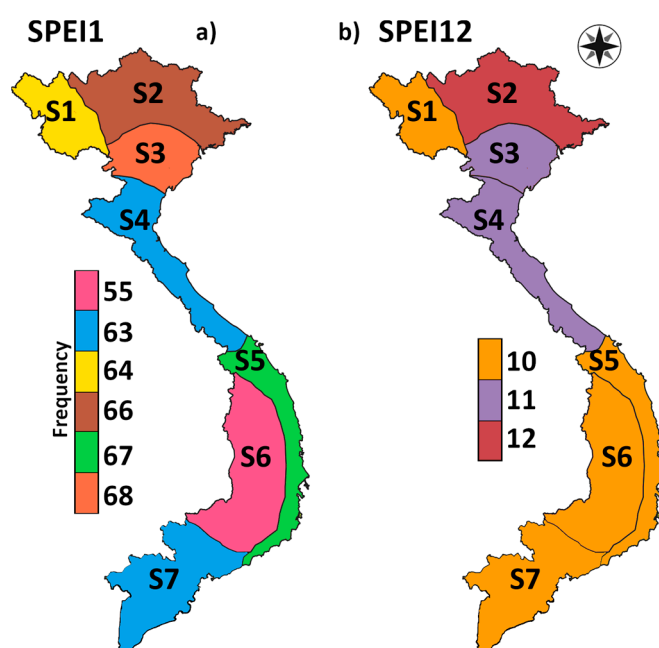 SPEI1 a)
b) SPEI12
S1
S2
S3
S4
S5
S6
S7
Frequency
55
63
64
66
67
68
S1
S2
S3
S4
S5
S6
S7
10
11
12